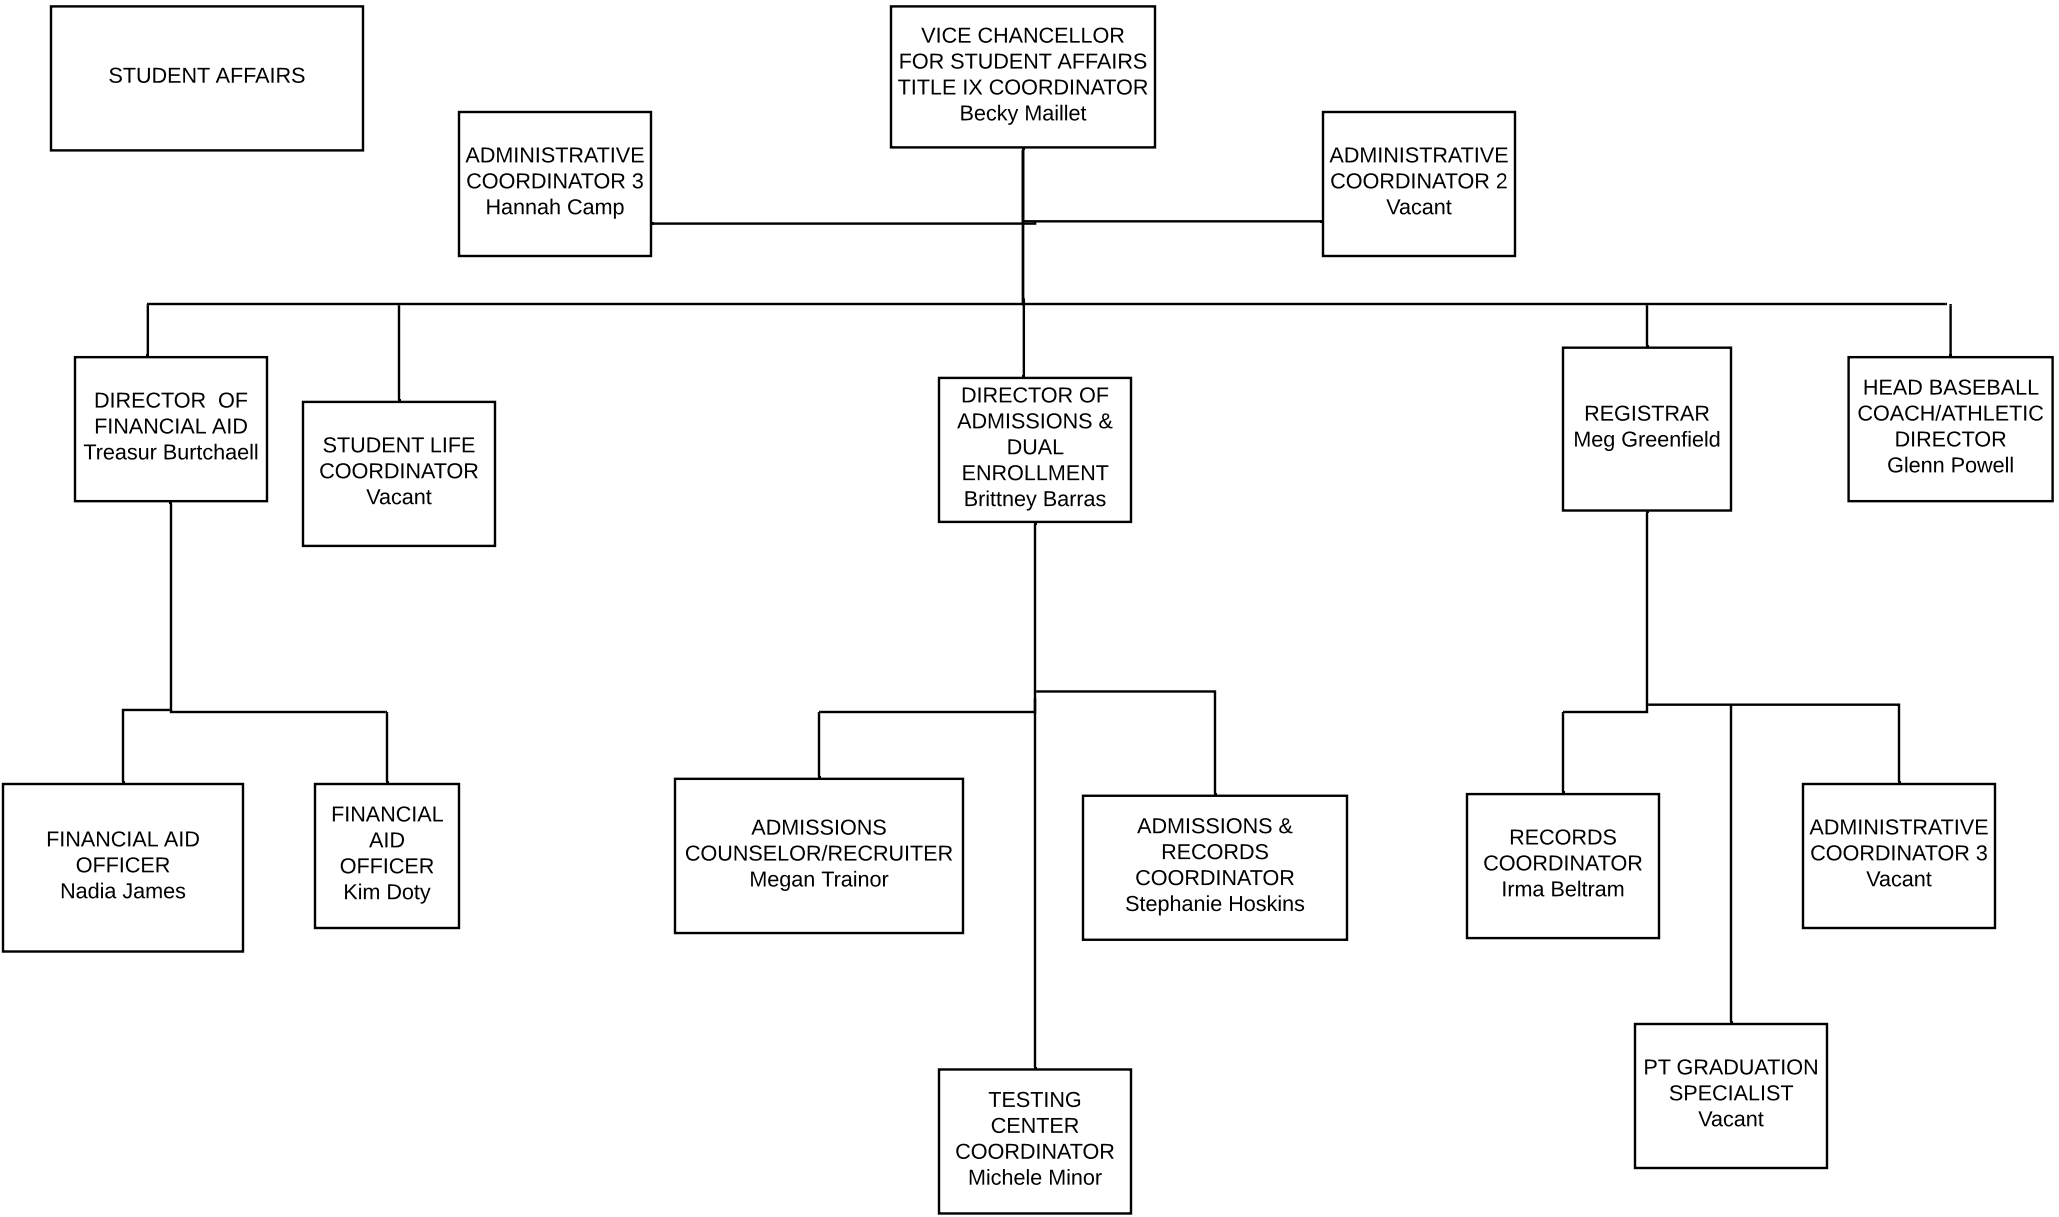 STUDENT AFFAIRS
VICE CHANCELLOR
FOR STUDENT AFFAIRS
TITLE IX COORDINATOR
Becky Maillet
ADMINISTRATIVE
COORDINATOR 3
Hannah Camp
ADMINISTRATIVE
COORDINATOR 2
Vacant
DIRECTOR OF
FINANCIAL AID
Treasur Burtchaell
STUDENT LIFE
COORDINATOR
Vacant
DIRECTOR OF
ADMISSIONS &
DUAL
ENROLLMENT
Brittney Barras
REGISTRAR
Meg Greenfield
HEAD BASEBALL
COACH/ATHLETIC
DIRECTOR
Glenn Powell
FINANCIAL AID
OFFICER
Nadia James
FINANCIAL
AID
OFFICER
Kim Doty
ADMISSIONS
COUNSELOR/RECRUITER
Megan Trainor
ADMISSIONS &
RECORDS
COORDINATOR
Stephanie Hoskins
RECORDS
COORDINATOR
Irma Beltram
ADMINISTRATIVE
COORDINATOR 3
Vacant
TESTING
CENTER
COORDINATOR
Michele Minor
PT GRADUATION
SPECIALIST
Vacant